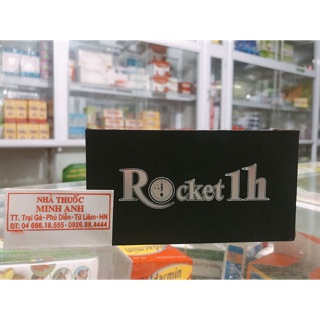 Rocket 1h
NHÀ THUỐC
MINH ANH
TT. Trại Gà-Phú Diễn-Từ Liêm-HN
ĐT: 04 666.18.555-0926.88.4444